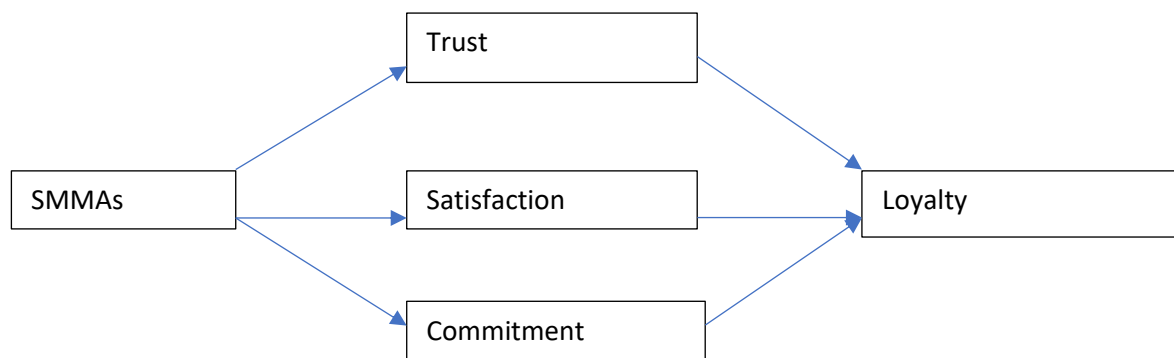 Trust
SMMAs
Satisfaction
Loyalty
Commitment